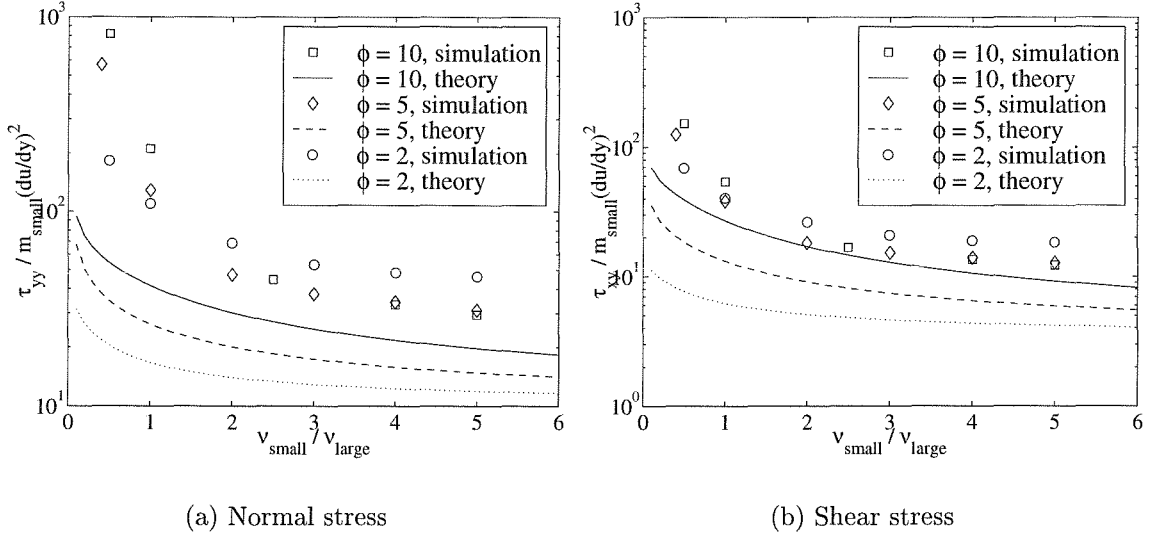 10³
10²
10¹
τyy / m_small(du/dy)²
0 1 2 3 4 5 6
ν_small / ν_large
□ ϕ = 10, simulation
ϕ = 10, theory
◇ ϕ = 5, simulation
ϕ = 5, theory
○ ϕ = 2, simulation
ϕ = 2, theory
(a) Normal stress
10³
10²
10¹
10⁰
τxy / m_small(du/dy)²
0 1 2 3 4 5 6
ν_small / ν_large
□ ϕ = 10, simulation
ϕ = 10, theory
◇ ϕ = 5, simulation
ϕ = 5, theory
○ ϕ = 2, simulation
ϕ = 2, theory
(b) Shear stress